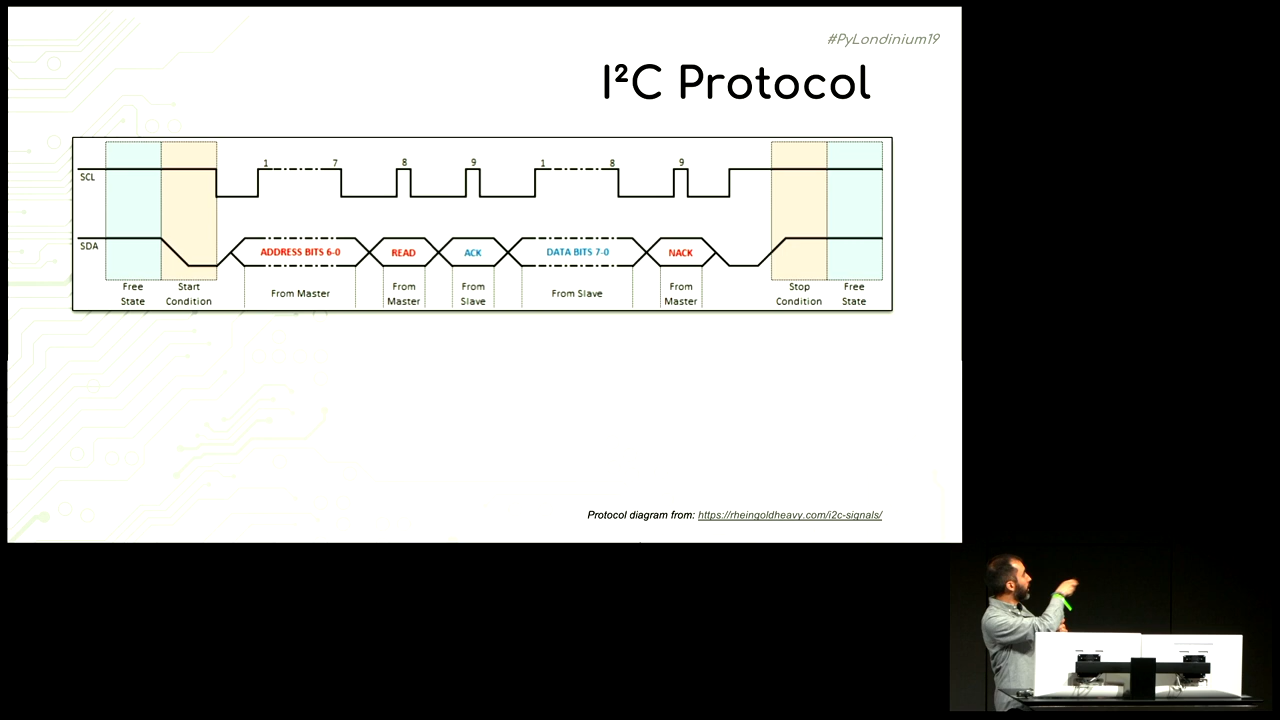 #PyLondinium19
I²C Protocol
1 7 8 9 1 8 9
SCL
SDA
ADDRESS BITS 6-0 READ ACK DATA BITS 7-0 NACK
Free State
Start Condition
From Master
From Master
From Slave
From Slave
From Master
Stop Condition
Free State
Protocol diagram from: https://rheingoldheavy.com/i2c-signals/